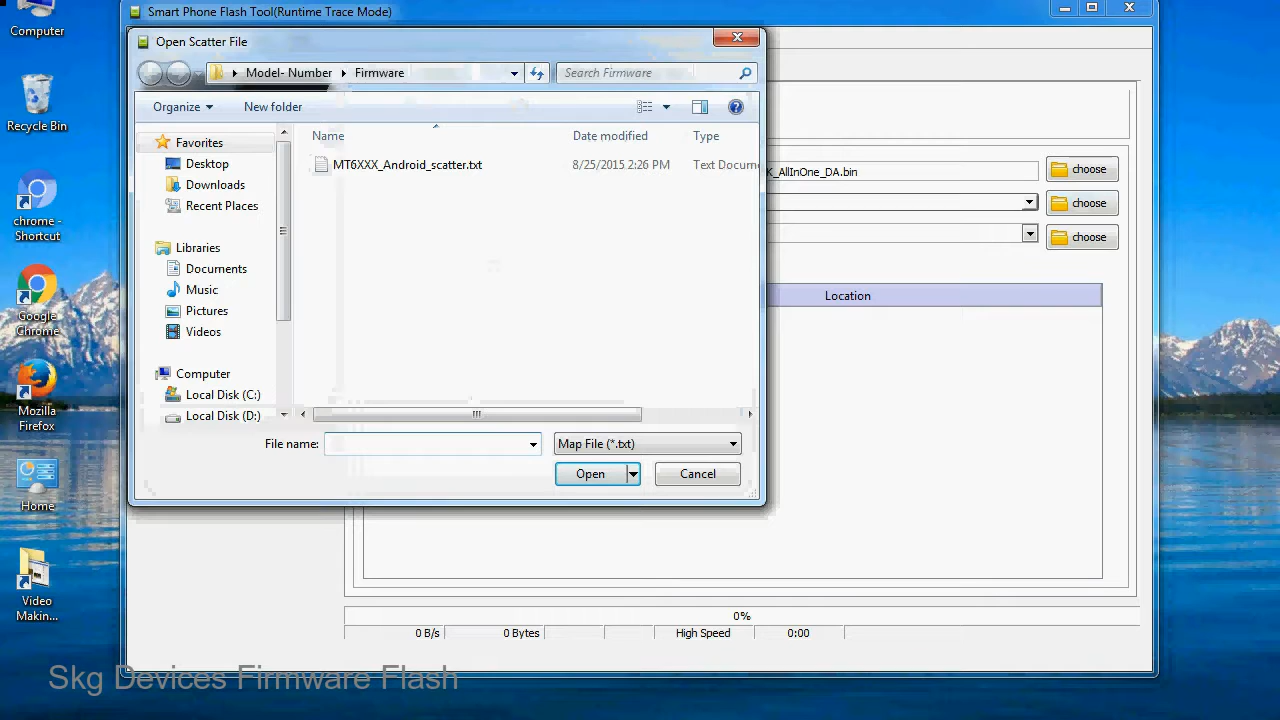 Computer
Recycle Bin
chrome -
Shortcut
Google
Chrome
Mozilla
Firefox
Home
Video
Makin...
Smart Phone Flash Tool(Runtime Trace Mode)
Open Scatter File
Model- Number
Firmware
Search Firmware
Organize
New folder
Name
Date modified
Type
MT6XXX_Android_scatter.txt
8/25/2015 2:26 PM
Text Docum
Favorites
Desktop
Downloads
Recent Places
Libraries
Documents
Music
Pictures
Videos
Computer
Local Disk (C:)
Local Disk (D:)
File name:
Map File (*.txt)
Open
Cancel
K_AllInOne_DA.bin
choose
choose
choose
Location
0%
0 B/s
0 Bytes
High Speed
0:00
Skg Devices Firmware Flash